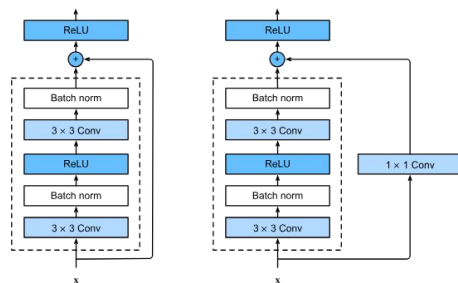 ReLU
+
Batch norm
3 × 3 Conv
ReLU
Batch norm
3 × 3 Conv
x
ReLU
+
Batch norm
3 × 3 Conv
ReLU
1 × 1 Conv
Batch norm
3 × 3 Conv
x